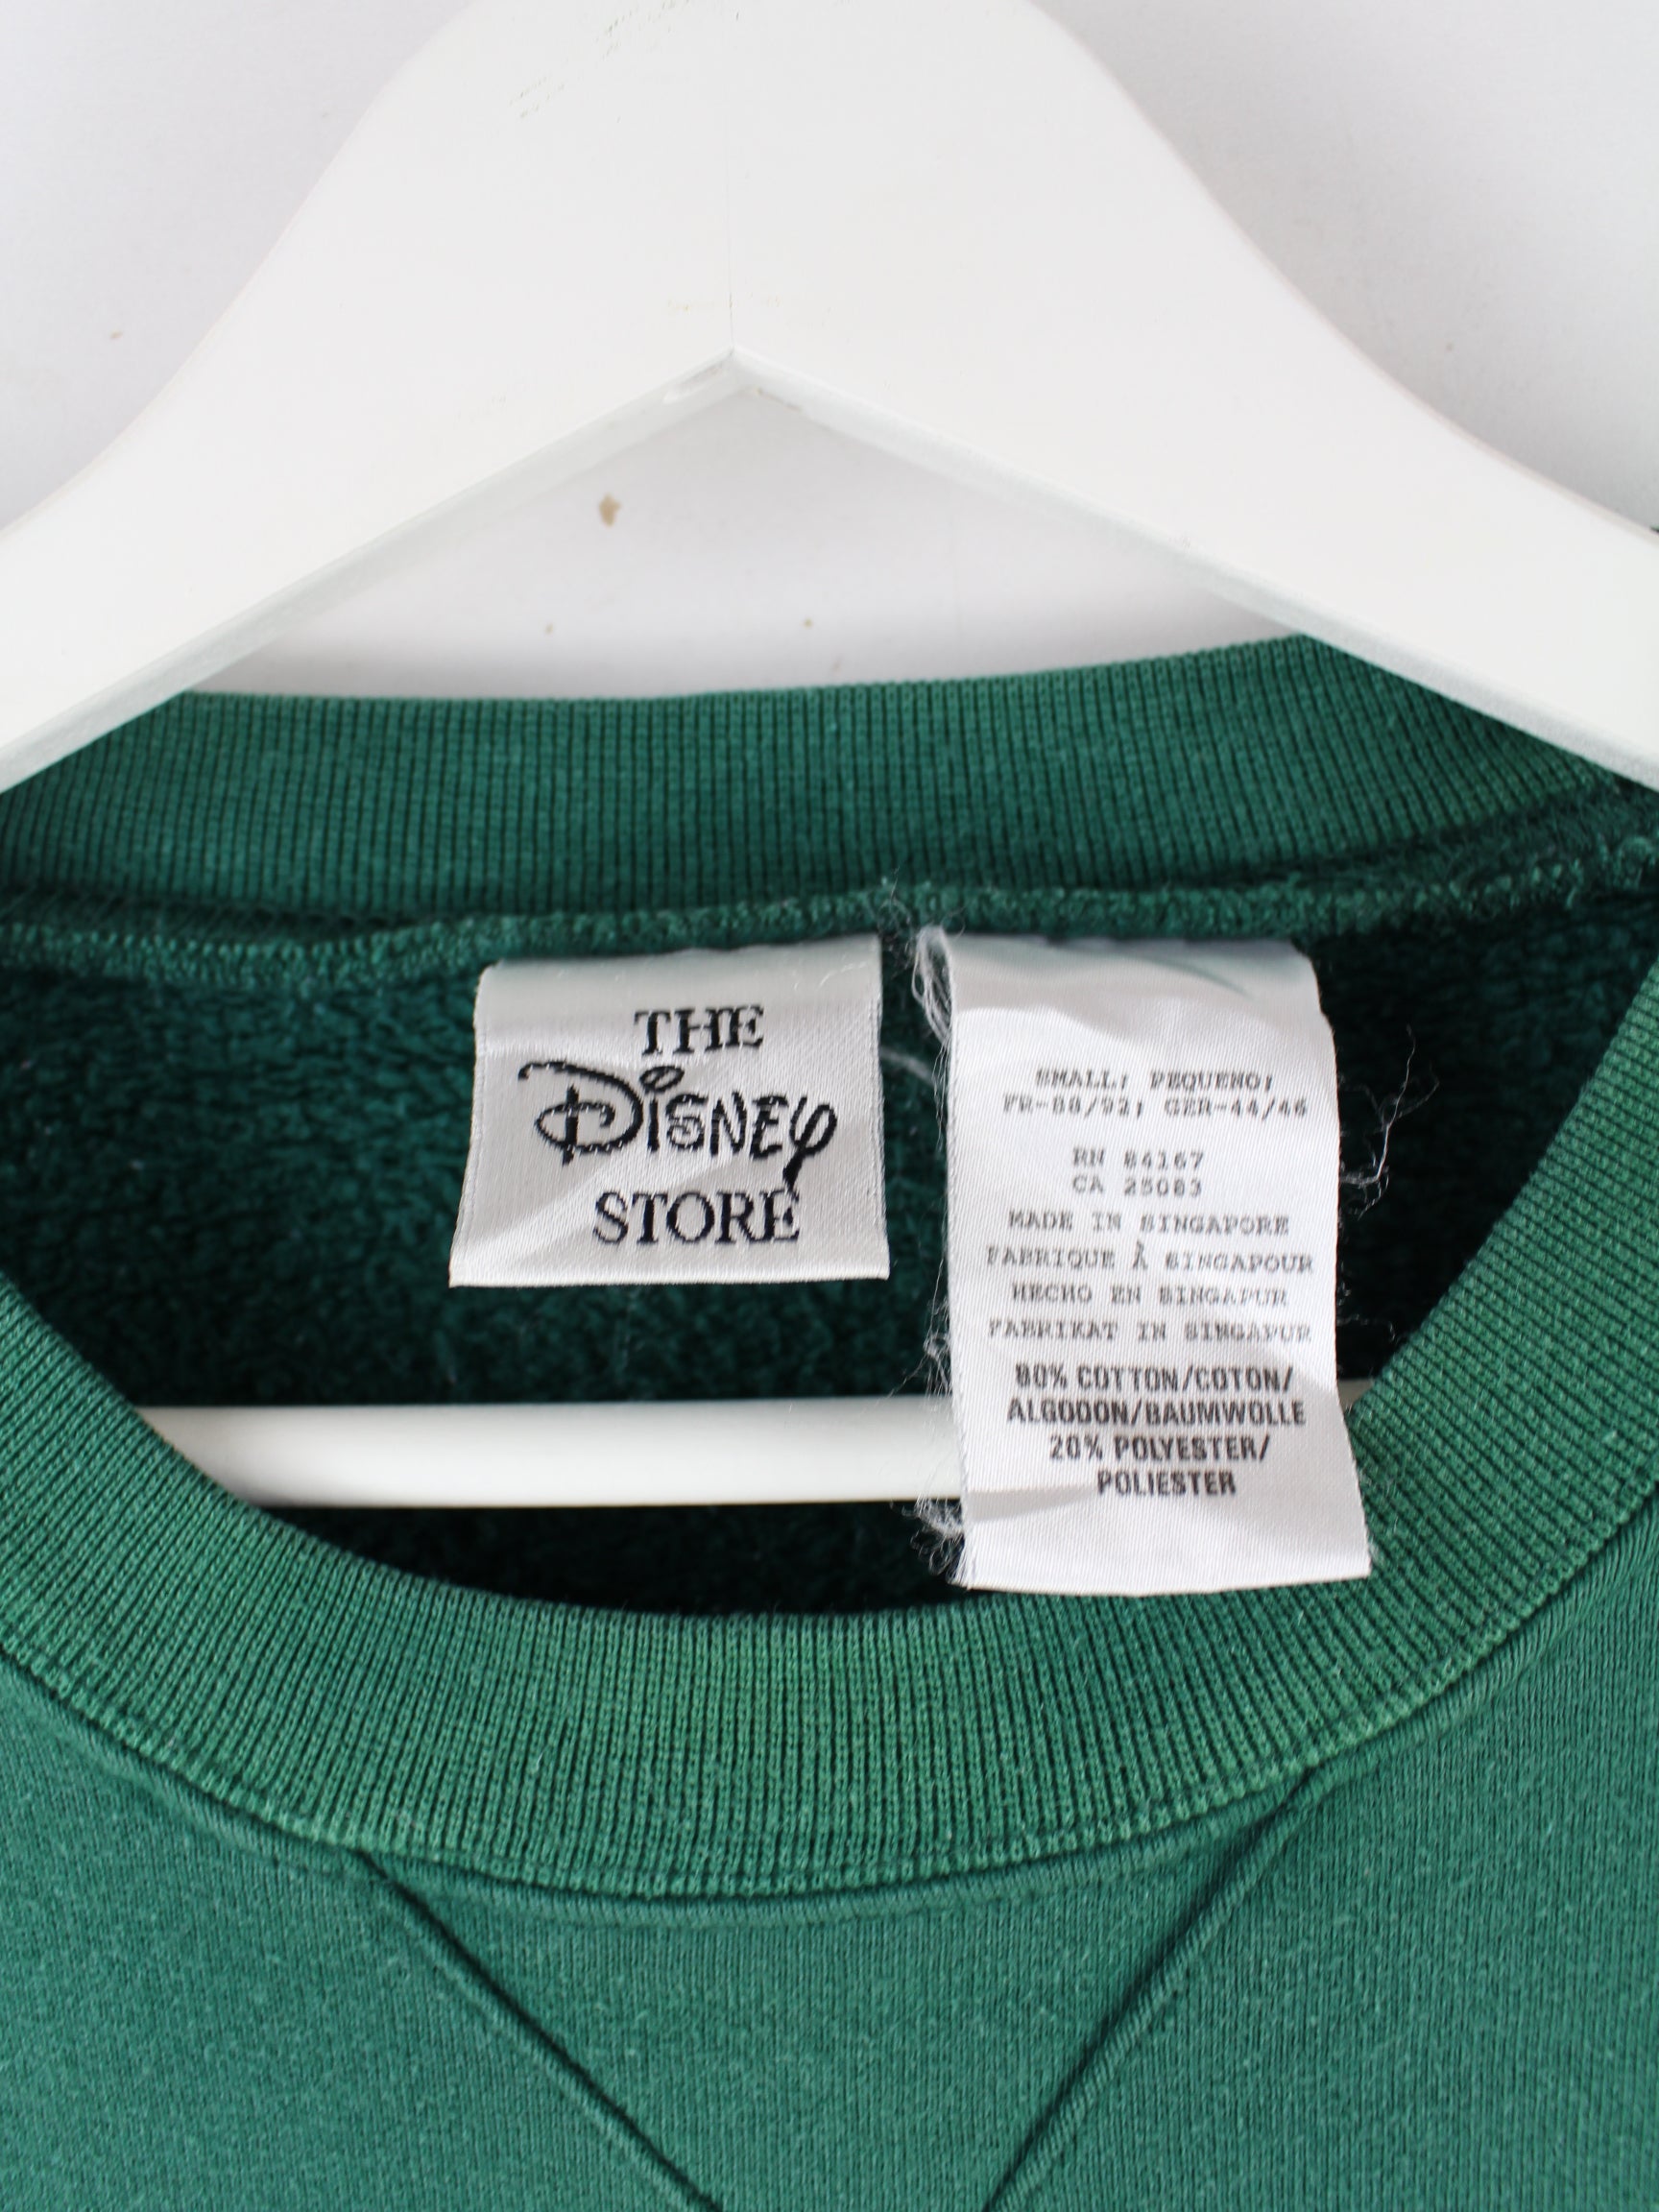 THE
DISNEY
STORE
SMALL; PEQUENO;
FR-88/92; GER-44/46
RN 84167
CA 25083
MADE IN SINGAPORE
FABRIQUE À SINGAPOUR
HECHO EN SINGAPUR
FABRIKAT IN SINGAPUR
80% COTTON/COTON/
ALGODON/BAUMWOLLE
20% POLYESTER/
POLIESTER